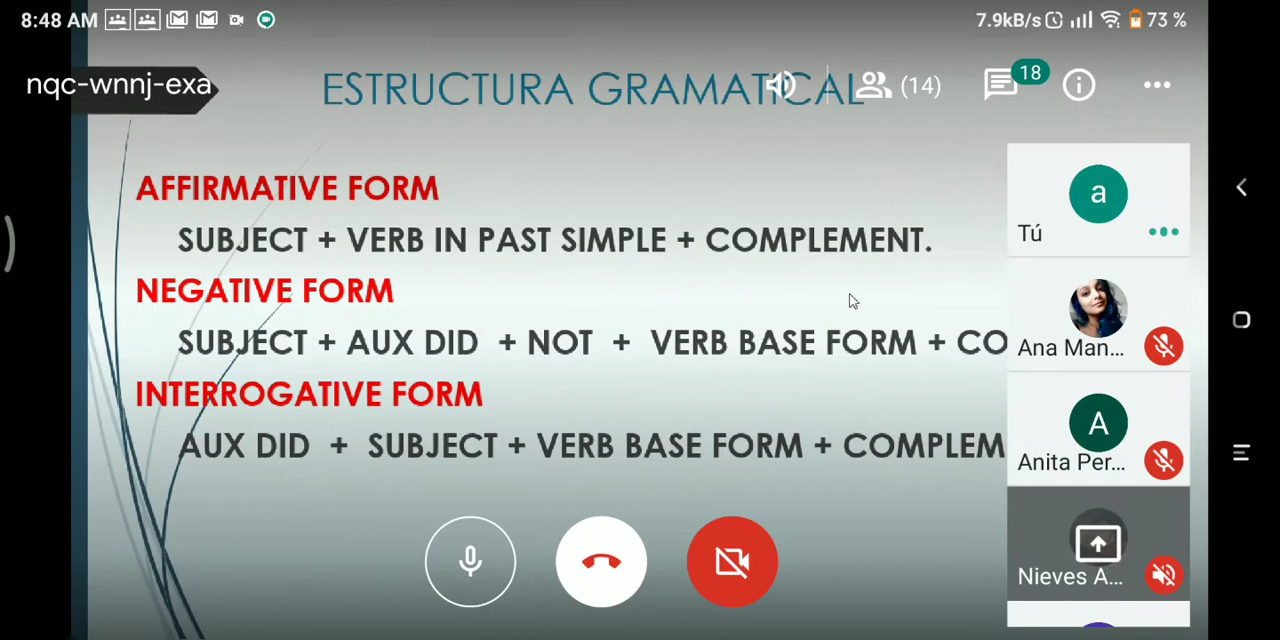 8:48 AM
7.9kB/s
73 %
nqc-wnnj-exa
ESTRUCTURA GRAMATICAL
(14)
18
AFFIRMATIVE FORM
SUBJECT + VERB IN PAST SIMPLE + COMPLEMENT.
NEGATIVE FORM
SUBJECT + AUX DID + NOT + VERB BASE FORM + CO
INTERROGATIVE FORM
AUX DID + SUBJECT + VERB BASE FORM + COMPLEM
a
Tú
Ana Man...
A
Anita Per...
Nieves A...